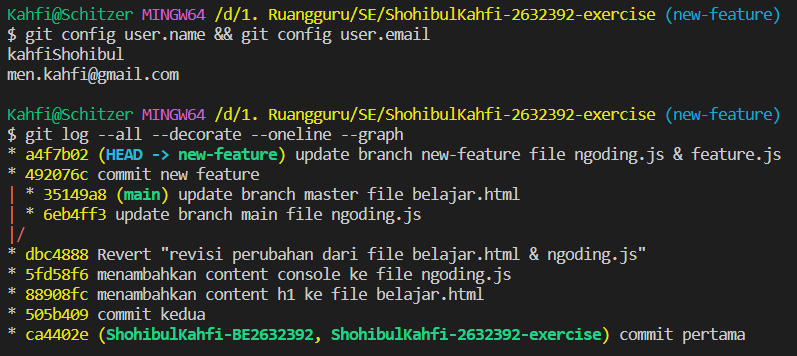 Kahfi@Schitzer MINGW64 /d/1. Ruangguru/SE/ShohibulKahfi-2632392-exercise (new-feature)
$ git config user.name && git config user.email
kahfiShohibul
men.kahfi@gmail.com
Kahfi@Schitzer MINGW64 /d/1. Ruangguru/SE/ShohibulKahfi-2632392-exercise (new-feature)
$ git log --all --decorate --oneline --graph
* a4f7b02 (HEAD -> new-feature) update branch new-feature file ngoding.js & feature.js
* 492076c commit new feature
| * 35149a8 (main) update branch master file belajar.html
| * 6eb4ff3 update branch main file ngoding.js
|/
* dbc4888 Revert "revisi perubahan dari file belajar.html & ngoding.js"
* 5fd58f6 menambahkan content console ke file ngoding.js
* 88908fc menambahkan content h1 ke file belajar.html
* 505b409 commit kedua
* ca4402e (ShohibulKahfi-BE2632392, ShohibulKahfi-2632392-exercise) commit pertama